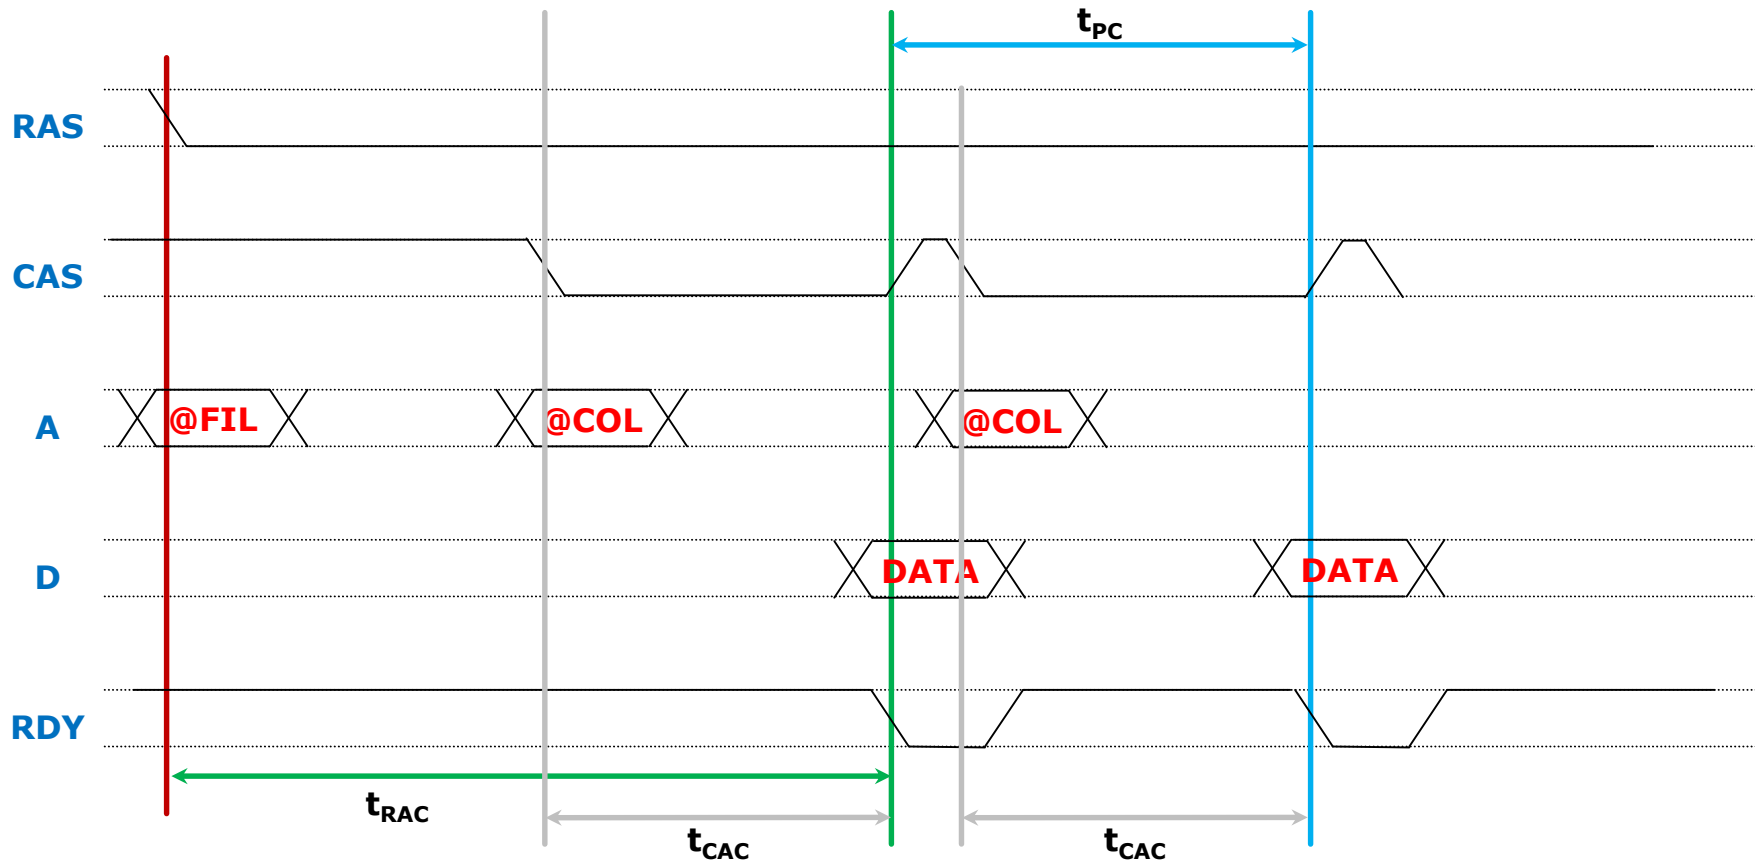 tPC
RAS
CAS
A
@FIL
@COL
@COL
D
DATA
DATA
RDY
tRAC
tCAC
tCAC